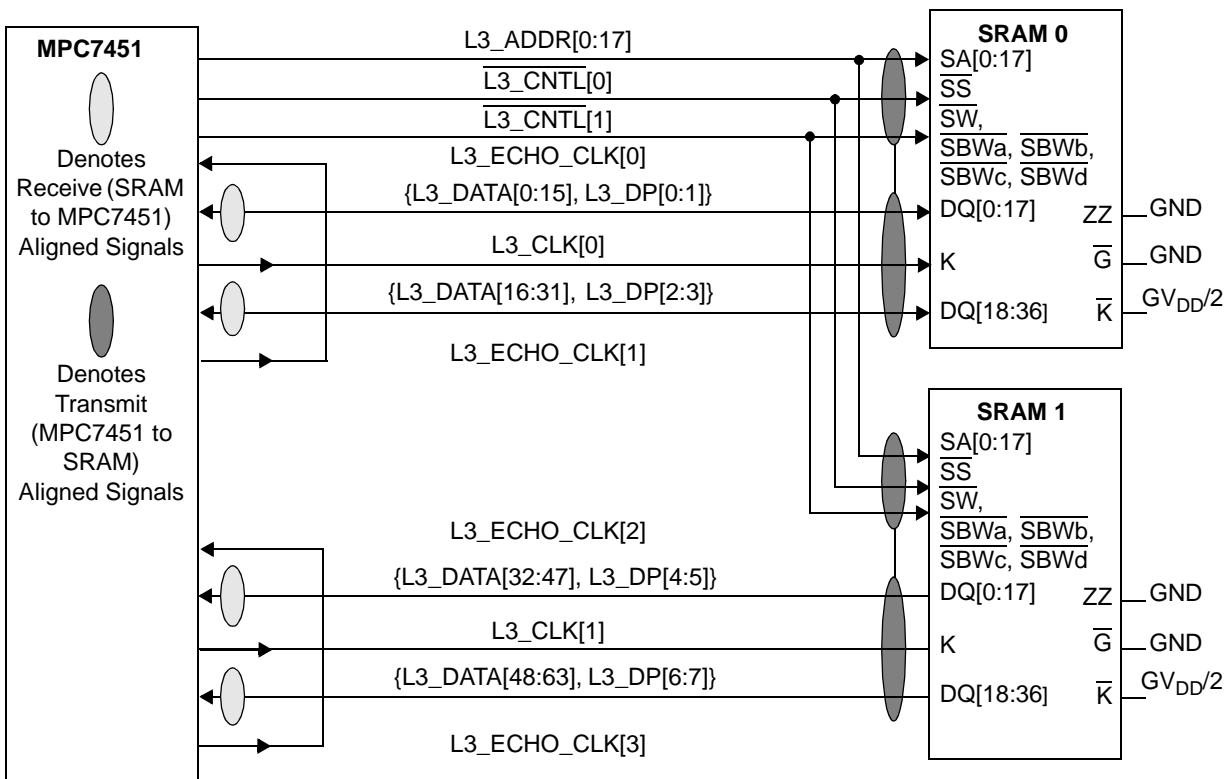 MPC7451
Denotes
Receive (SRAM
to MPC7451)
Aligned Signals
Denotes
Transmit
(MPC7451 to
SRAM)
Aligned Signals
L3_ADDR[0:17]
L3_CNTL[0]
L3_CNTL[1]
L3_ECHO_CLK[0]
{L3_DATA[0:15], L3_DP[0:1]}
L3_CLK[0]
{L3_DATA[16:31], L3_DP[2:3]}
L3_ECHO_CLK[1]
SRAM 0
SA[0:17]
SS
SW,
SBWa, SBWb,
SBWc, SBWd
DQ[0:17] ZZ GND
K G GND
DQ[18:36] K GVDD/2
L3_ECHO_CLK[2]
{L3_DATA[32:47], L3_DP[4:5]}
L3_CLK[1]
{L3_DATA[48:63], L3_DP[6:7]}
L3_ECHO_CLK[3]
SRAM 1
SA[0:17]
SS
SW,
SBWa, SBWb,
SBWc, SBWd
DQ[0:17] ZZ GND
K G GND
DQ[18:36] K GVDD/2